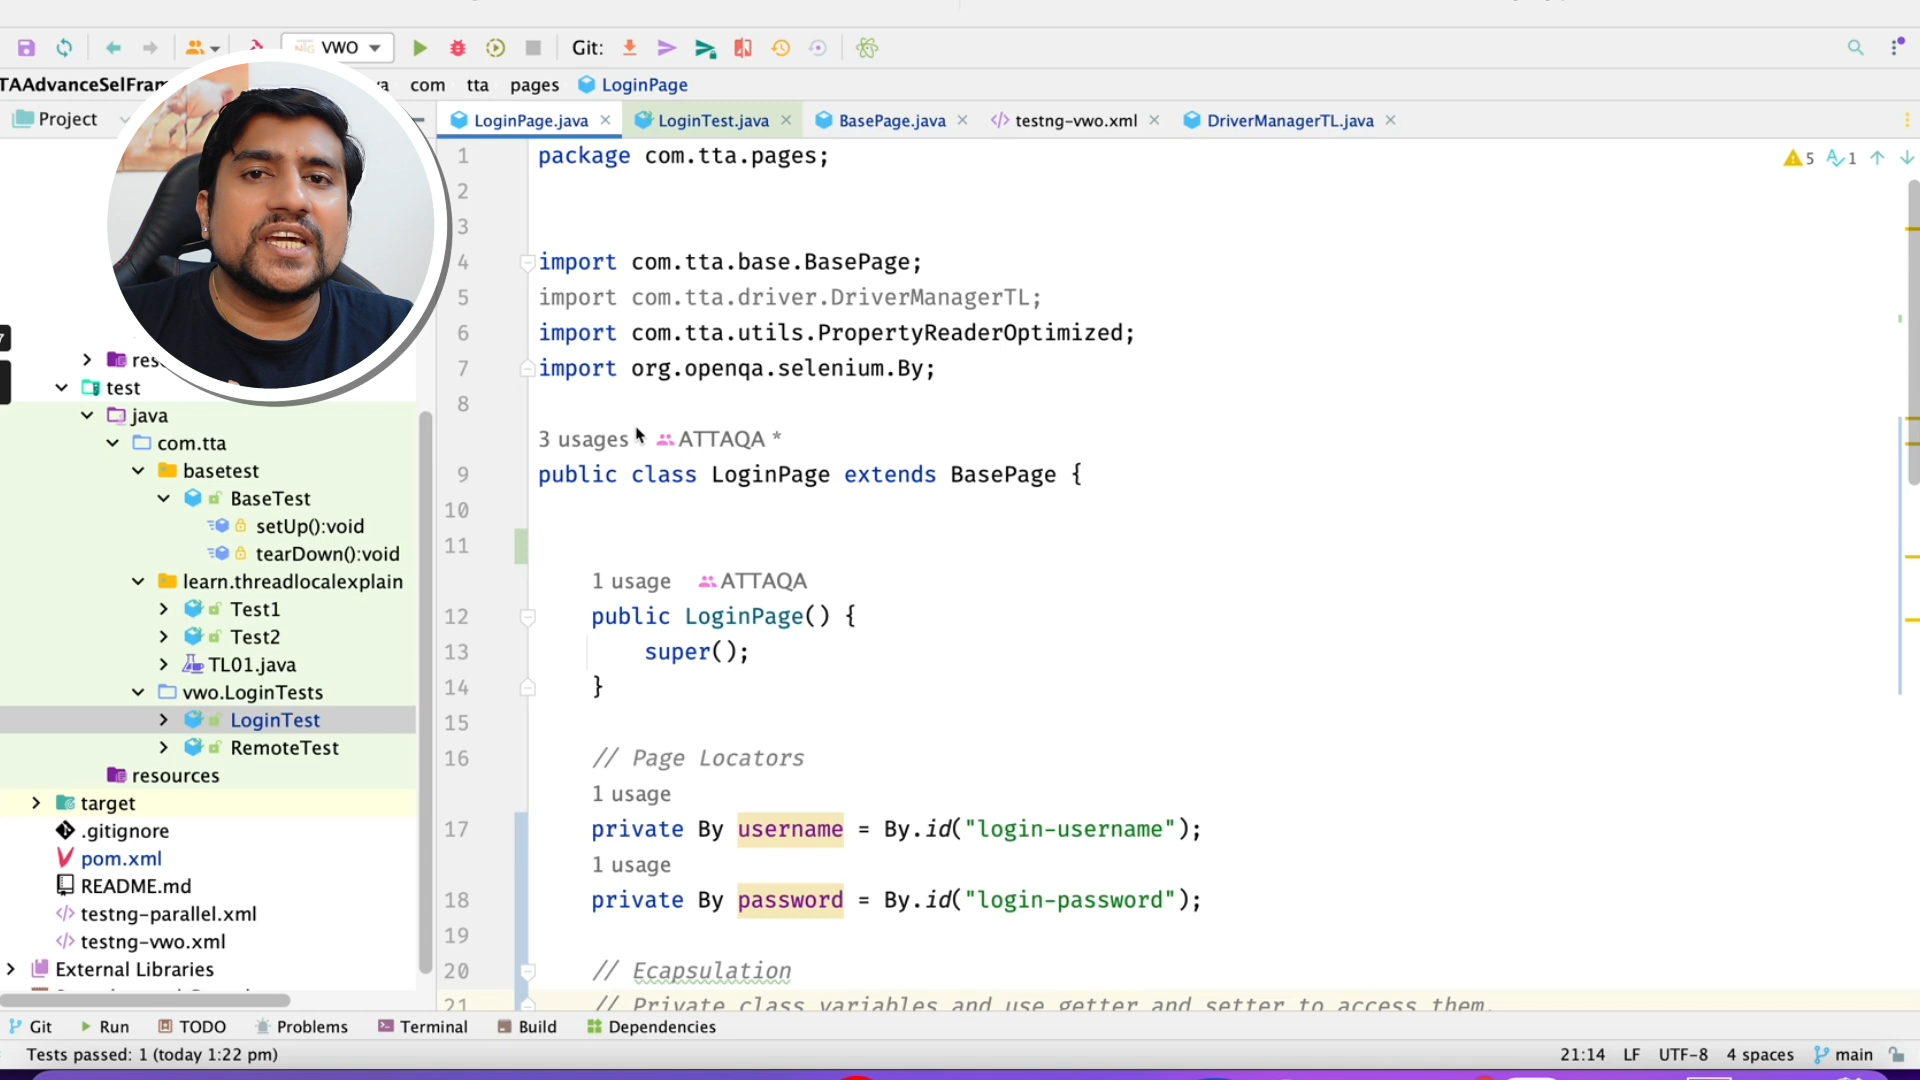 VWO
Git:
TAAdvanceSelFram
a com tta pages LoginPage
Project
LoginPage.java
LoginTest.java
BasePage.java
testng-vwo.xml
DriverManagerTL.java
5 1
1 package com.tta.pages;
2
3
4 import com.tta.base.BasePage;
5 import com.tta.driver.DriverManagerTL;
6 import com.tta.utils.PropertyReaderOptimized;
7 import org.openqa.selenium.By;
8
3 usages ATTAQA *
9 public class LoginPage extends BasePage {
10
11
1 usage ATTAQA
12 public LoginPage() {
13 super();
14 }
15
16 // Page Locators
1 usage
17 private By username = By.id("login-username");
1 usage
18 private By password = By.id("login-password");
19
20 // Ecapsulation
21 // Private class variables and use getter and setter to access them.
res
test
java
com.tta
basetest
BaseTest
setUp():void
tearDown():void
learn.threadlocalexplain
Test1
Test2
TL01.java
vwo.LoginTests
LoginTest
RemoteTest
resources
target
.gitignore
pom.xml
README.md
testng-parallel.xml
testng-vwo.xml
External Libraries
Git Run TODO Problems Terminal Build Dependencies
Tests passed: 1 (today 1:22 pm)
21:14 LF UTF-8 4 spaces main